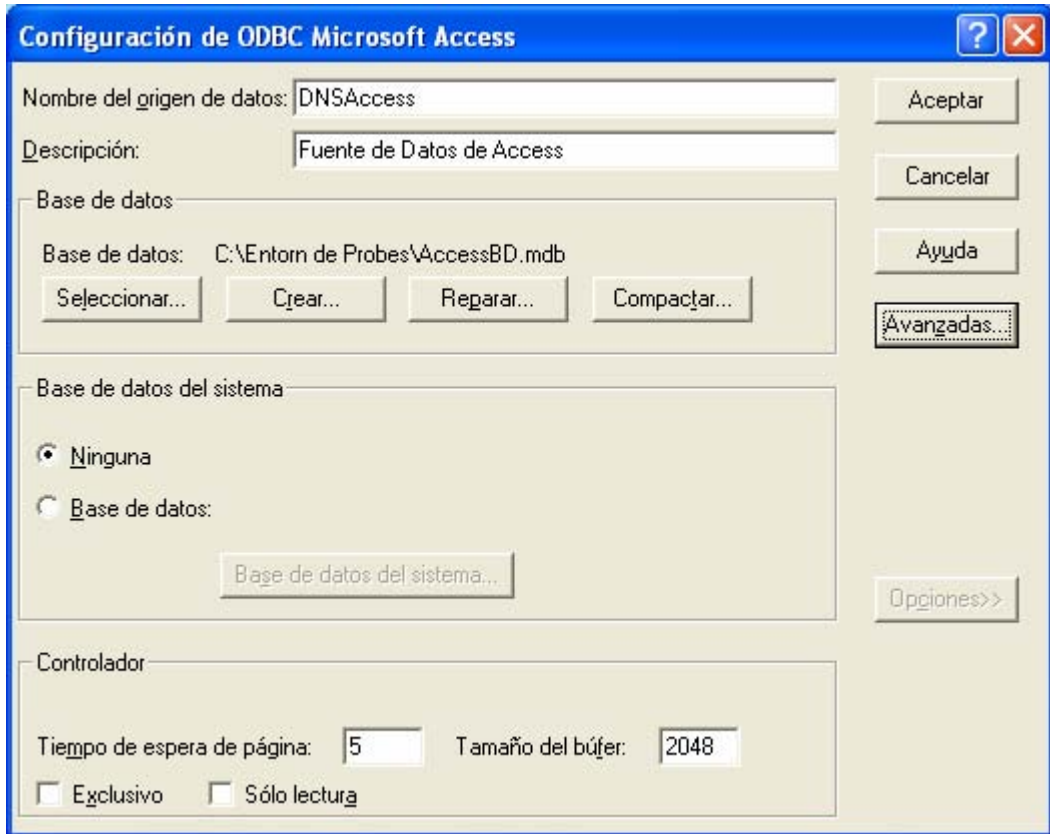 Configuración de ODBC Microsoft Access
Nombre del origen de datos: DNSAccess
Aceptar
Descripción: Fuente de Datos de Access
Cancelar
Base de datos
Base de datos: C:\Entorn de Probes\AccessBD.mdb
Ayuda
Seleccionar... Crear... Reparar... Compactar...
Avanzadas...
Base de datos del sistema
Ninguna
Base de datos:
Base de datos del sistema...
Opciones>>
Controlador
Tiempo de espera de página: 5 Tamaño del búfer: 2048
Exclusivo Sólo lectura